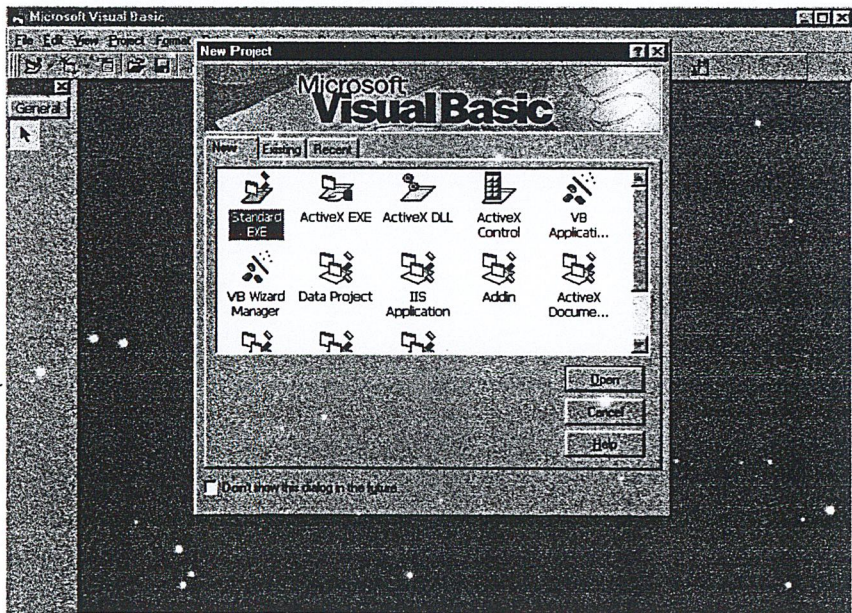 Microsoft Visual Basic
File Edit View Project Format
New Project
General
Microsoft
Visual Basic
New Existing Recent
Standard EXE
ActiveX EXE
ActiveX DLL
ActiveX Control
VB Applicati...
VB Wizard Manager
Data Project
IIS Application
Addin
ActiveX Docume...
Open
Cancel
Help
Don't show this dialog in the future